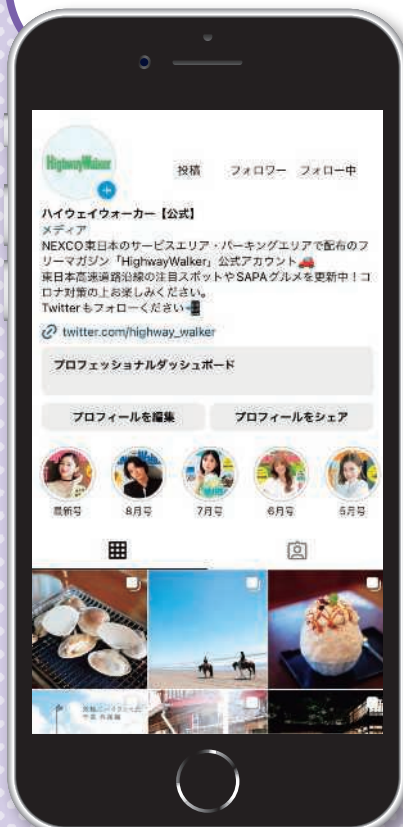 HighwayWalker
投稿 フォロワー フォロー中
ハイウェイウォーカー【公式】
メディア
NEXCO東日本のサービスエリア・パーキングエリアで配布のフ
リーマガジン「HighwayWalker」公式アカウント
東日本高速道路沿線の注目スポットやSAPAグルメを更新中！コ
ロナ対策の上お楽しみください。
Twitterもフォローください
twitter.com/highway_walker
プロフェッショナルダッシュボード
プロフィールを編集 プロフィールをシェア
最新号 8月号 7月号 6月号 5月号